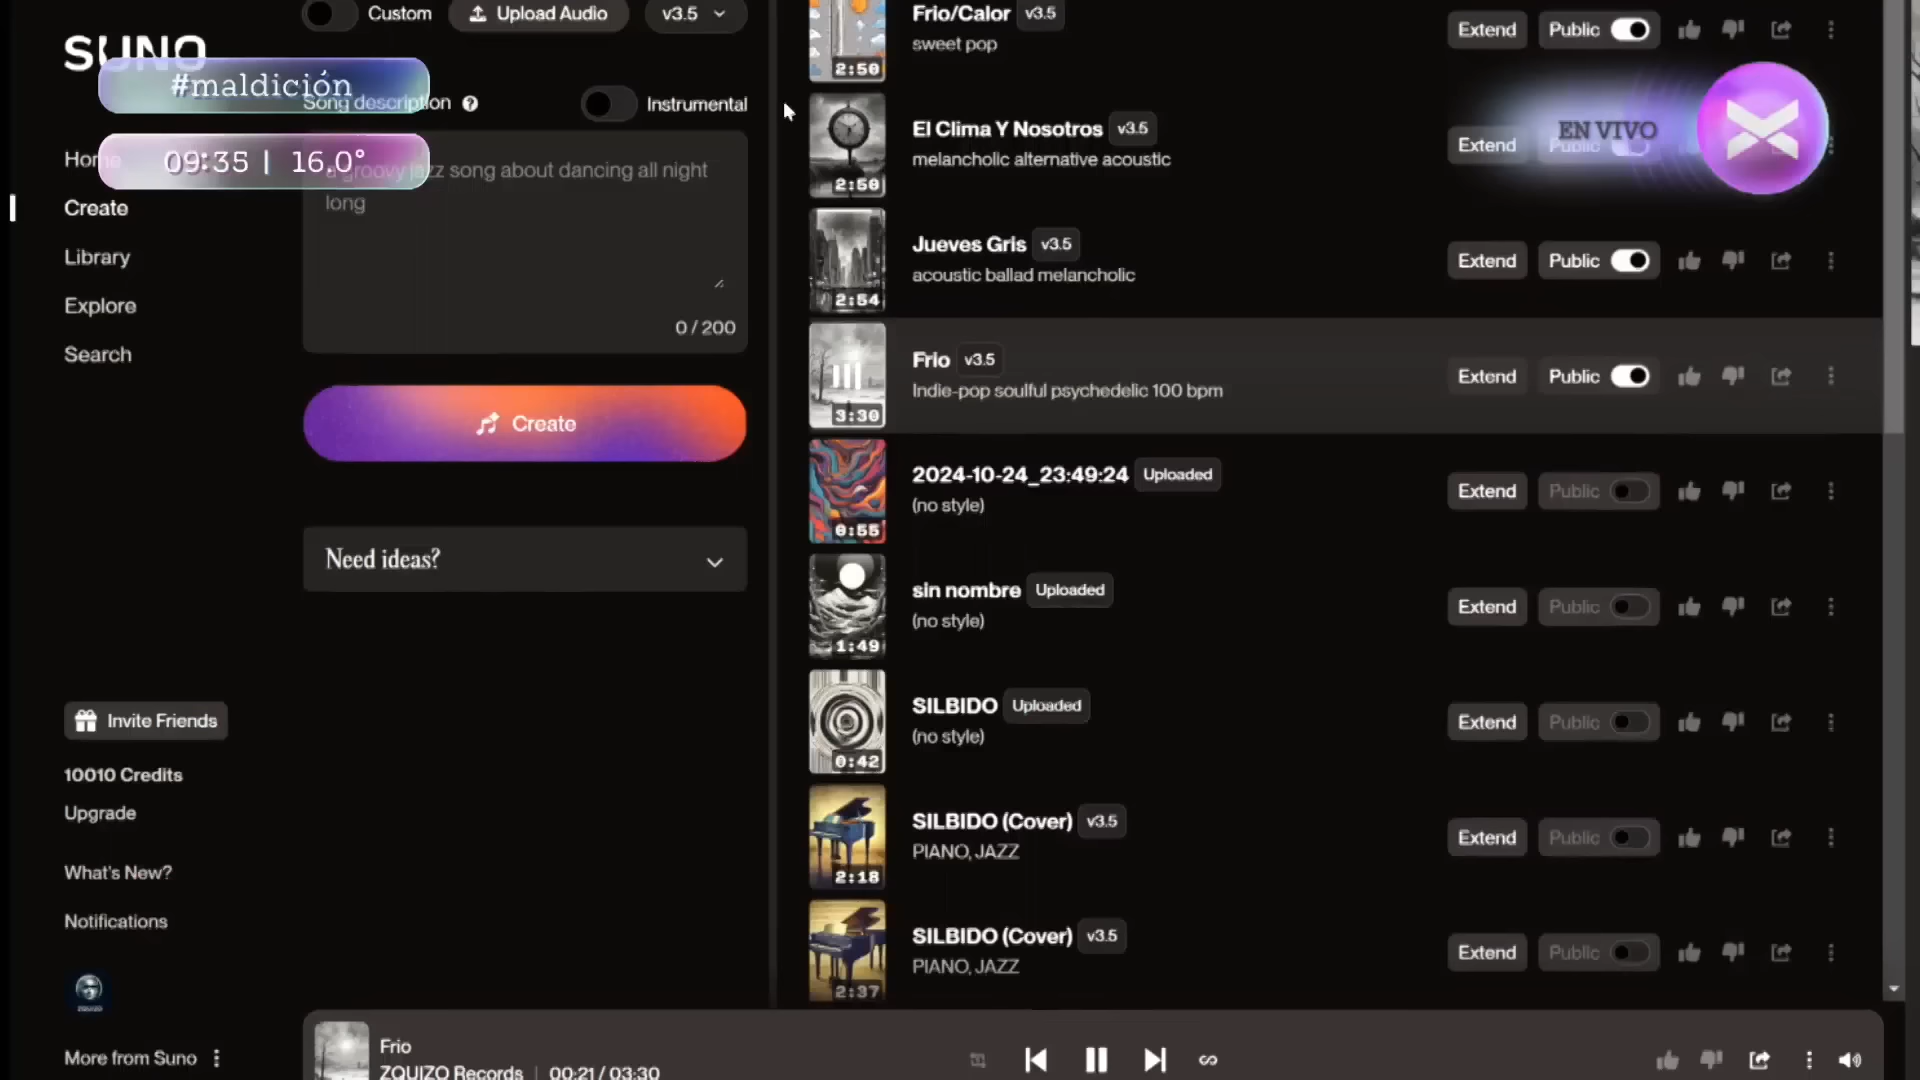 Custom
Upload Audio
v3.5
SUNO
#maldición
Song description
Instrumental
Home
09:35 | 16.0°
a groovy jazz song about dancing all night
long
0 / 200
Create
Library
Explore
Search
Create
Need ideas?
Invite Friends
10010 Credits
Upgrade
What's New?
Notifications
ZQUIZO
More from Suno
Frio/Calor v3.5
sweet pop
2:50
Extend Public
El Clima Y Nosotros v3.5
melancholic alternative acoustic
2:50
Extend Public
EN VIVO
Jueves Gris v3.5
acoustic ballad melancholic
2:54
Extend Public
Frio v3.5
Indie-pop soulful psychedelic 100 bpm
3:30
Extend Public
2024-10-24_23:49:24 Uploaded
(no style)
0:55
Extend Public
sin nombre Uploaded
(no style)
1:49
Extend Public
SILBIDO Uploaded
(no style)
0:42
Extend Public
SILBIDO (Cover) v3.5
PIANO, JAZZ
2:18
Extend Public
SILBIDO (Cover) v3.5
PIANO, JAZZ
2:37
Extend Public
Frio
ZQUIZO Records | 00:21 / 03:30